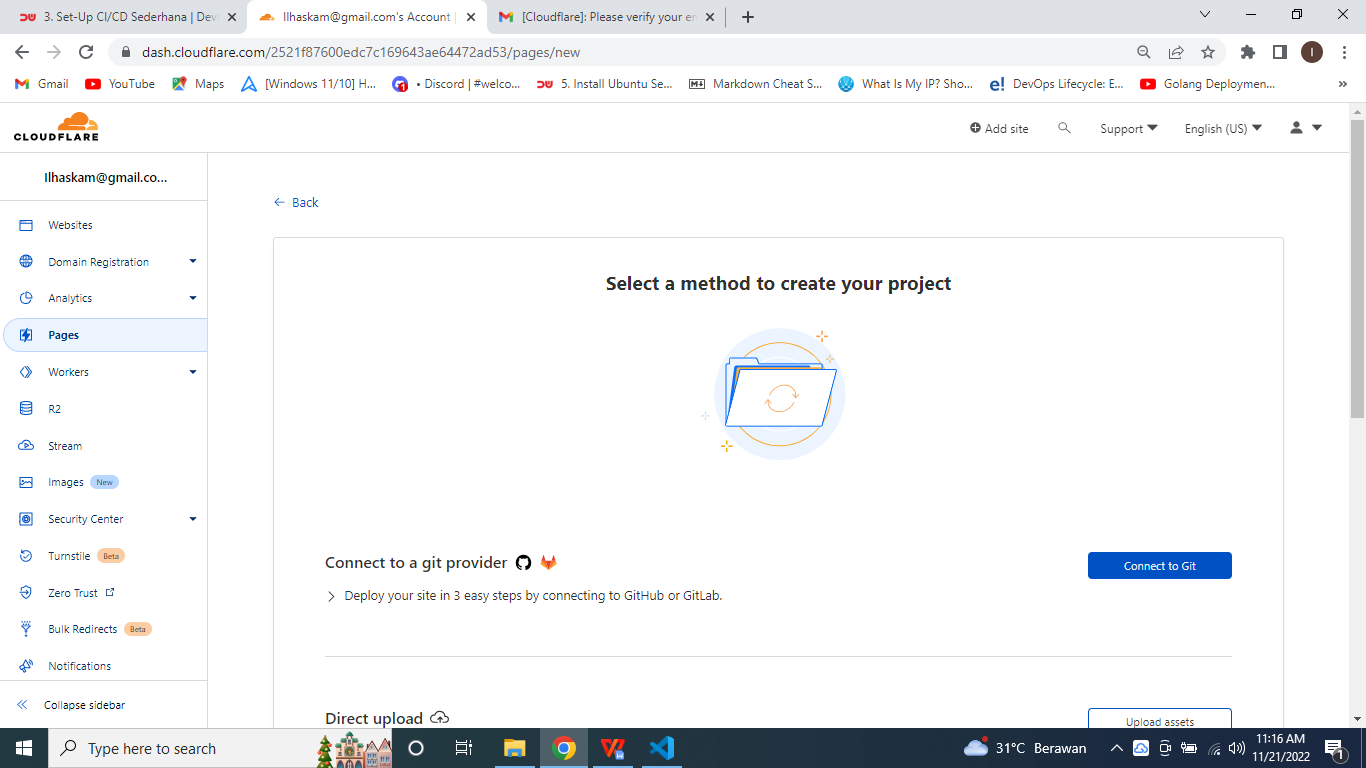 3. Set-Up CI/CD Sederhana | Dev
Ilhaskam@gmail.com's Account |
[Cloudflare]: Please verify your em
dash.cloudflare.com/2521f87600edc7c169643ae64472ad53/pages/new
I
Gmail
YouTube
Maps
[Windows 11/10] H...
• Discord | #welco...
5. Install Ubuntu Se...
Markdown Cheat S...
What Is My IP? Sho...
DevOps Lifecycle: E...
Golang Deploymen...
»
CLOUDFLARE
Add site
Support
English (US)
Ilhaskam@gmail.co...
Websites
Domain Registration
Analytics
Pages
Workers
R2
Stream
Images New
Security Center
Turnstile Beta
Zero Trust
Bulk Redirects Beta
Notifications
Collapse sidebar
Back
Select a method to create your project
Connect to a git provider
Connect to Git
Deploy your site in 3 easy steps by connecting to GitHub or GitLab.
Direct upload
Upload assets
Type here to search
31°C Berawan
11:16 AM
11/21/2022
1